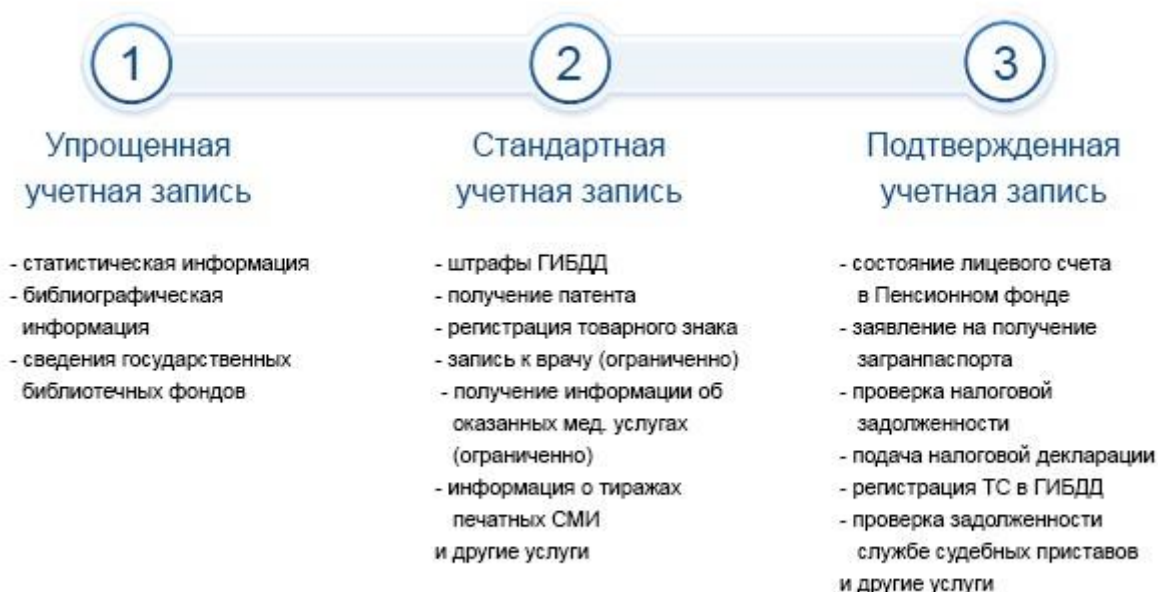 1
Упрощенная
учетная запись
- статистическая информация
- библиографическая
информация
- сведения государственных
библиотечных фондов
2
Стандартная
учетная запись
- штрафы ГИБДД
- получение патента
- регистрация товарного знака
- запись к врачу (ограниченно)
- получение информации об
оказанных мед. услугах
(ограниченно)
- информация о тиражах
печатных СМИ
и другие услуги
3
Подтвержденная
учетная запись
- состояние лицевого счета
в Пенсионном фонде
- заявление на получение
загранпаспорта
- проверка налоговой
задолженности
- подача налоговой декларации
- регистрация ТС в ГИБДД
- проверка задолженности
службе судебных приставов
и другие услуги